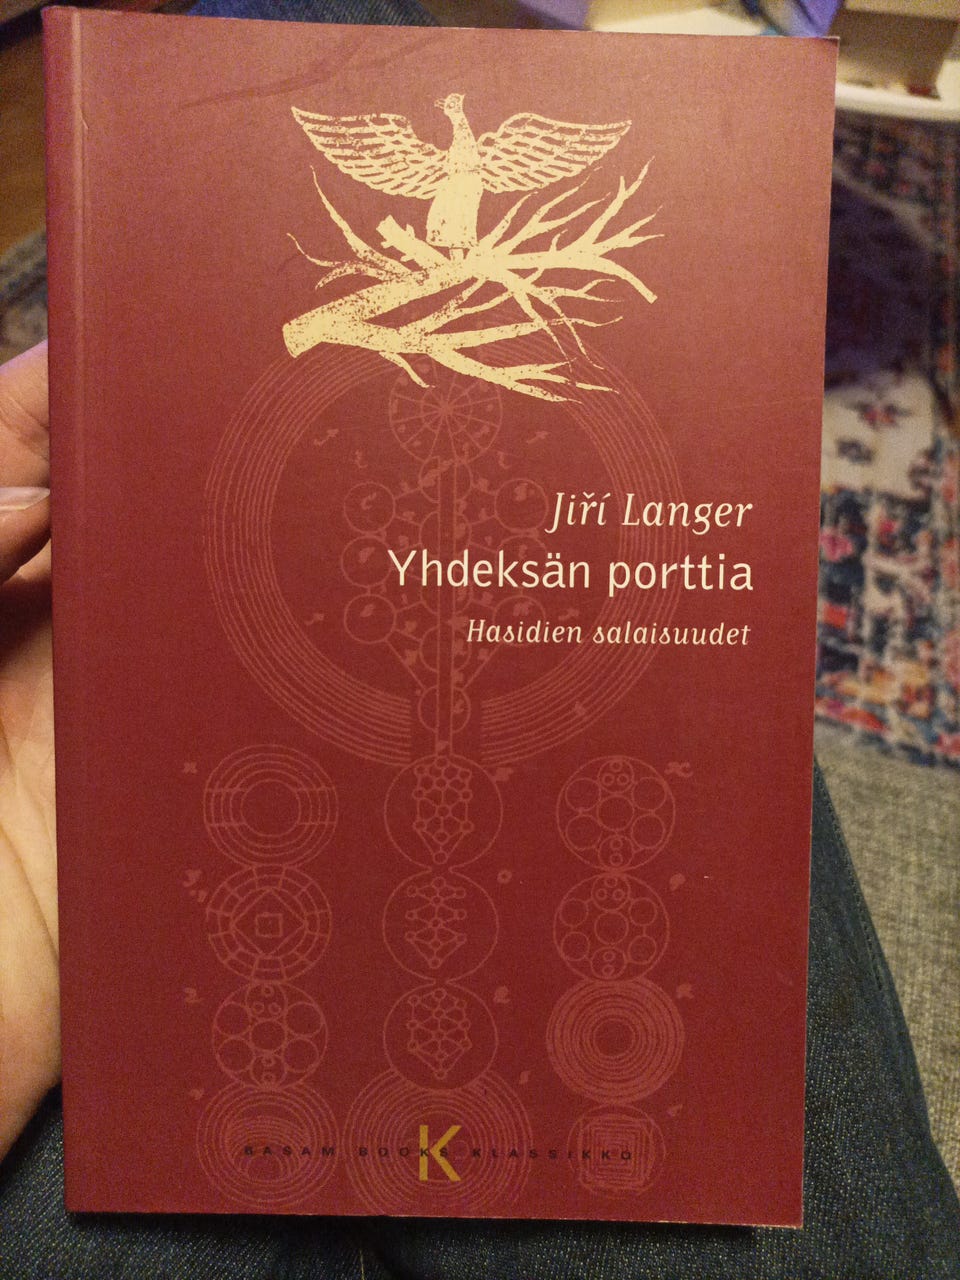 Jiří Langer
Yhdeksän porttia
Hasidien salaisuudet
BASAM BOOKS KLASSIKKO
K